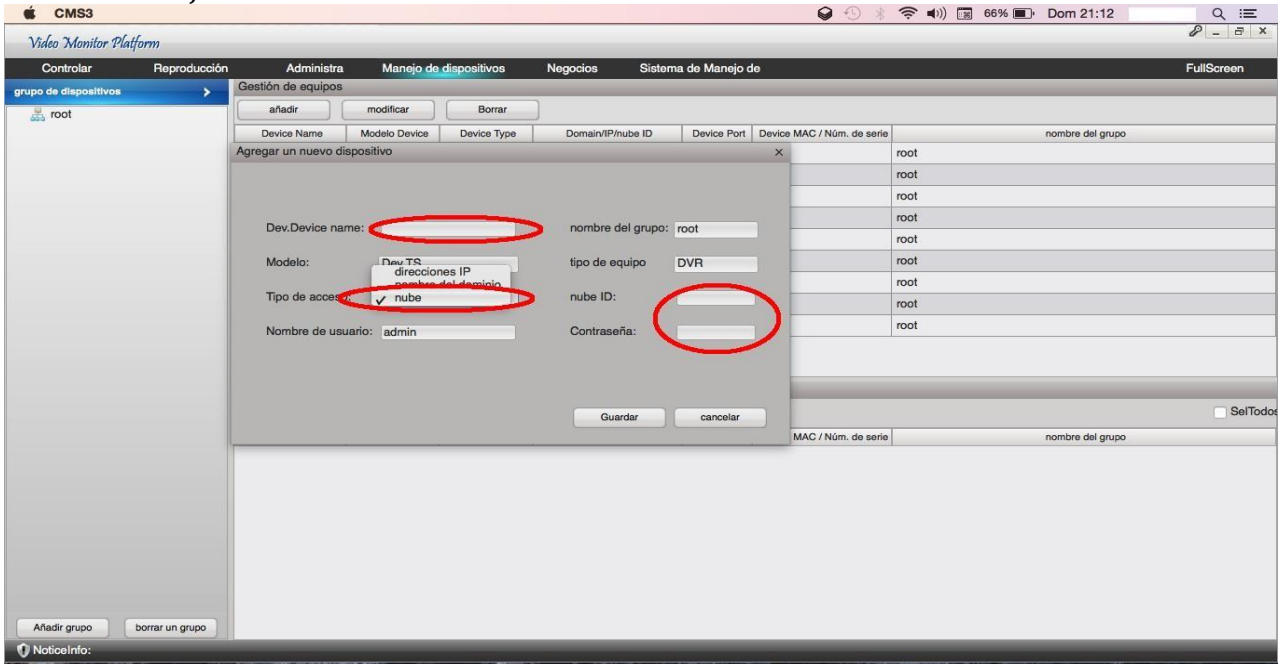 CMS3 66% Dom 21:12
Video Monitor Platform
Controlar Reproducción Administra Manejo de dispositivos Negocios Sistema de Manejo de FullScreen
grupo de dispositivos
Gestión de equipos
root
añadir modificar Borrar
Device Name Modelo Device Device Type Domain/IP/nube ID Device Port Device MAC / Núm. de serie nombre del grupo
Agregar un nuevo dispositivo
root
root
root
root
root
root
root
root
root
Dev.Device name: nombre del grupo: root
Modelo: Dev TS tipo de equipo DVR
direcciones IP
nombre del dominio
Tipo de acceso: nube nube ID:
Nombre de usuario: admin Contraseña:
Guardar cancelar
SelTodos
MAC / Núm. de serie nombre del grupo
Añadir grupo borrar un grupo
NoticeInfo: